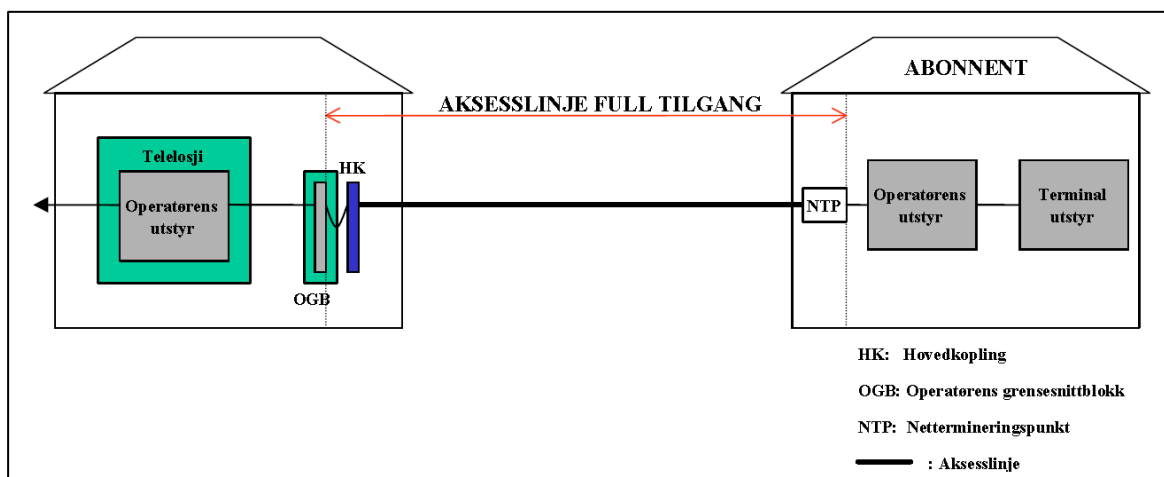 ABONNENT
AKSESSLINJE FULL TILGANG
Telelosji
HK
Operatørens
utstyr
NTP
Operatørens
utstyr
Terminal
utstyr
OGB
HK: Hovedkopling
OGB: Operatørens grensesnittblokk
NTP: Nettermineringspunkt
: Aksesslinje